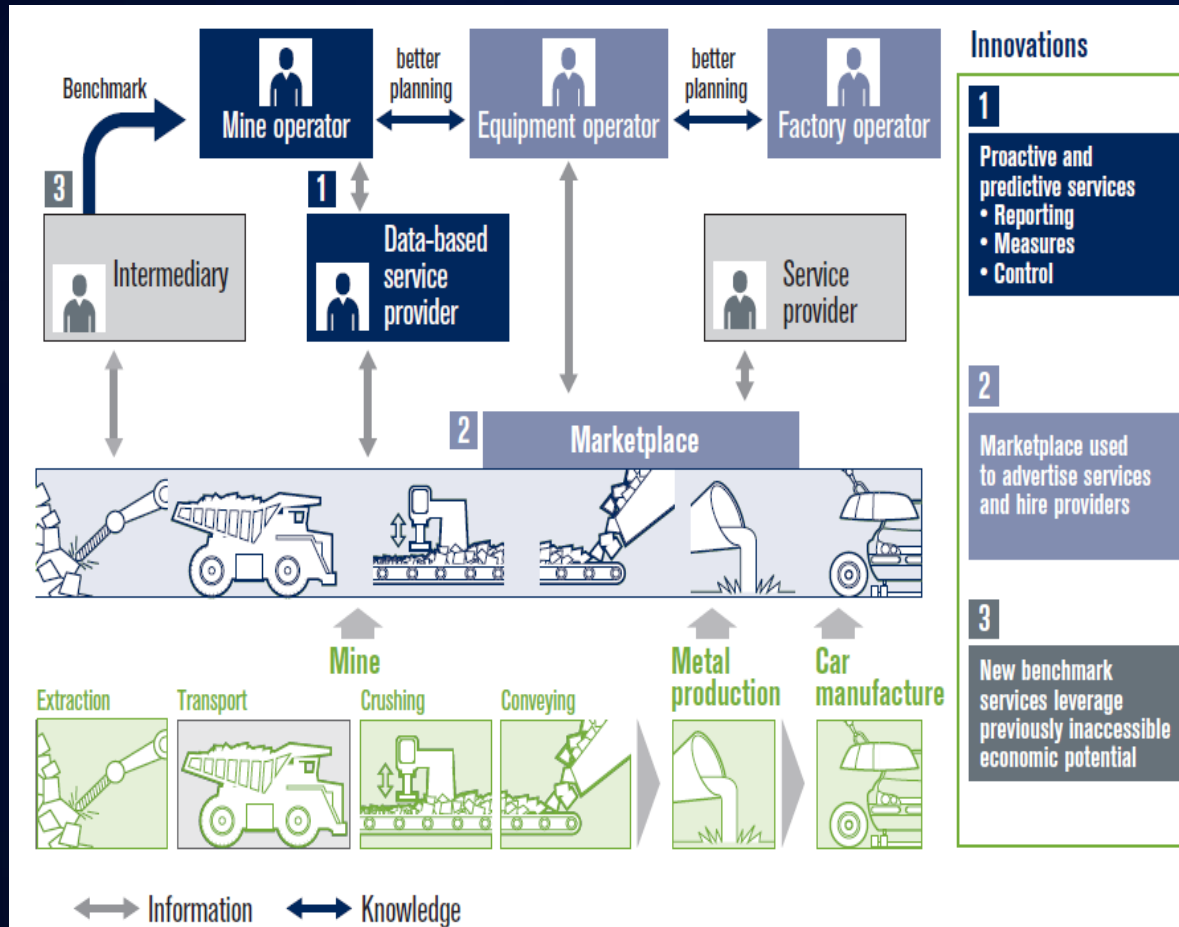 Benchmark
Mine operator
better
planning
Equipment operator
better
planning
Factory operator
3
Intermediary
1
Data-based
service
provider
Service
provider
2
Marketplace
Mine
Metal
production
Car
manufacture
Extraction
Transport
Crushing
Conveying
Information
Knowledge
Innovations
1
Proactive and
predictive services
• Reporting
• Measures
• Control
2
Marketplace used
to advertise services
and hire providers
3
New benchmark
services leverage
previously inaccessible
economic potential